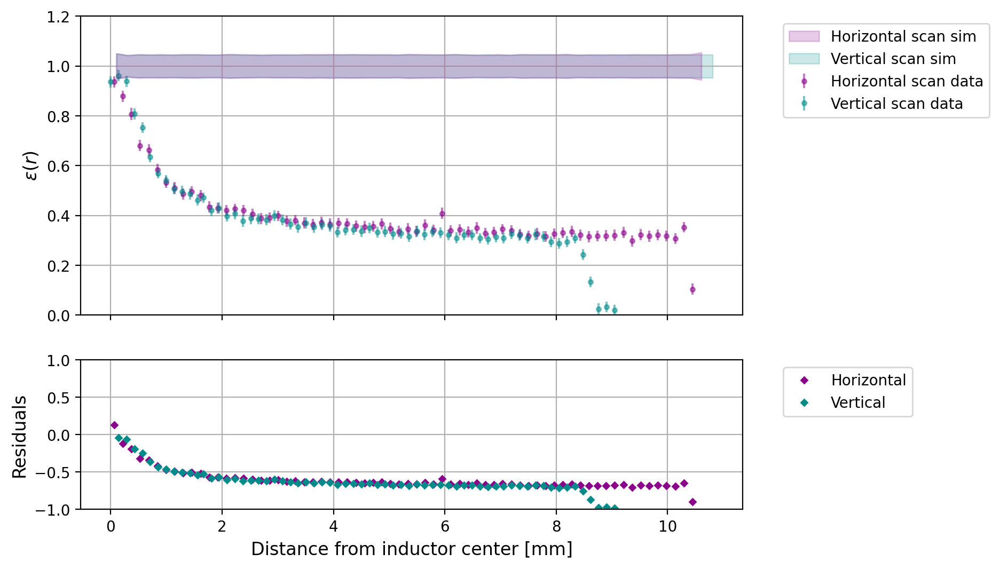 1.2
1.0
0.8
0.6
0.4
0.2
0.0
ε(r)
Horizontal scan sim
Vertical scan sim
Horizontal scan data
Vertical scan data
1.0
0.5
0.0
−0.5
−1.0
Residuals
Horizontal
Vertical
0 2 4 6 8 10
Distance from inductor center [mm]